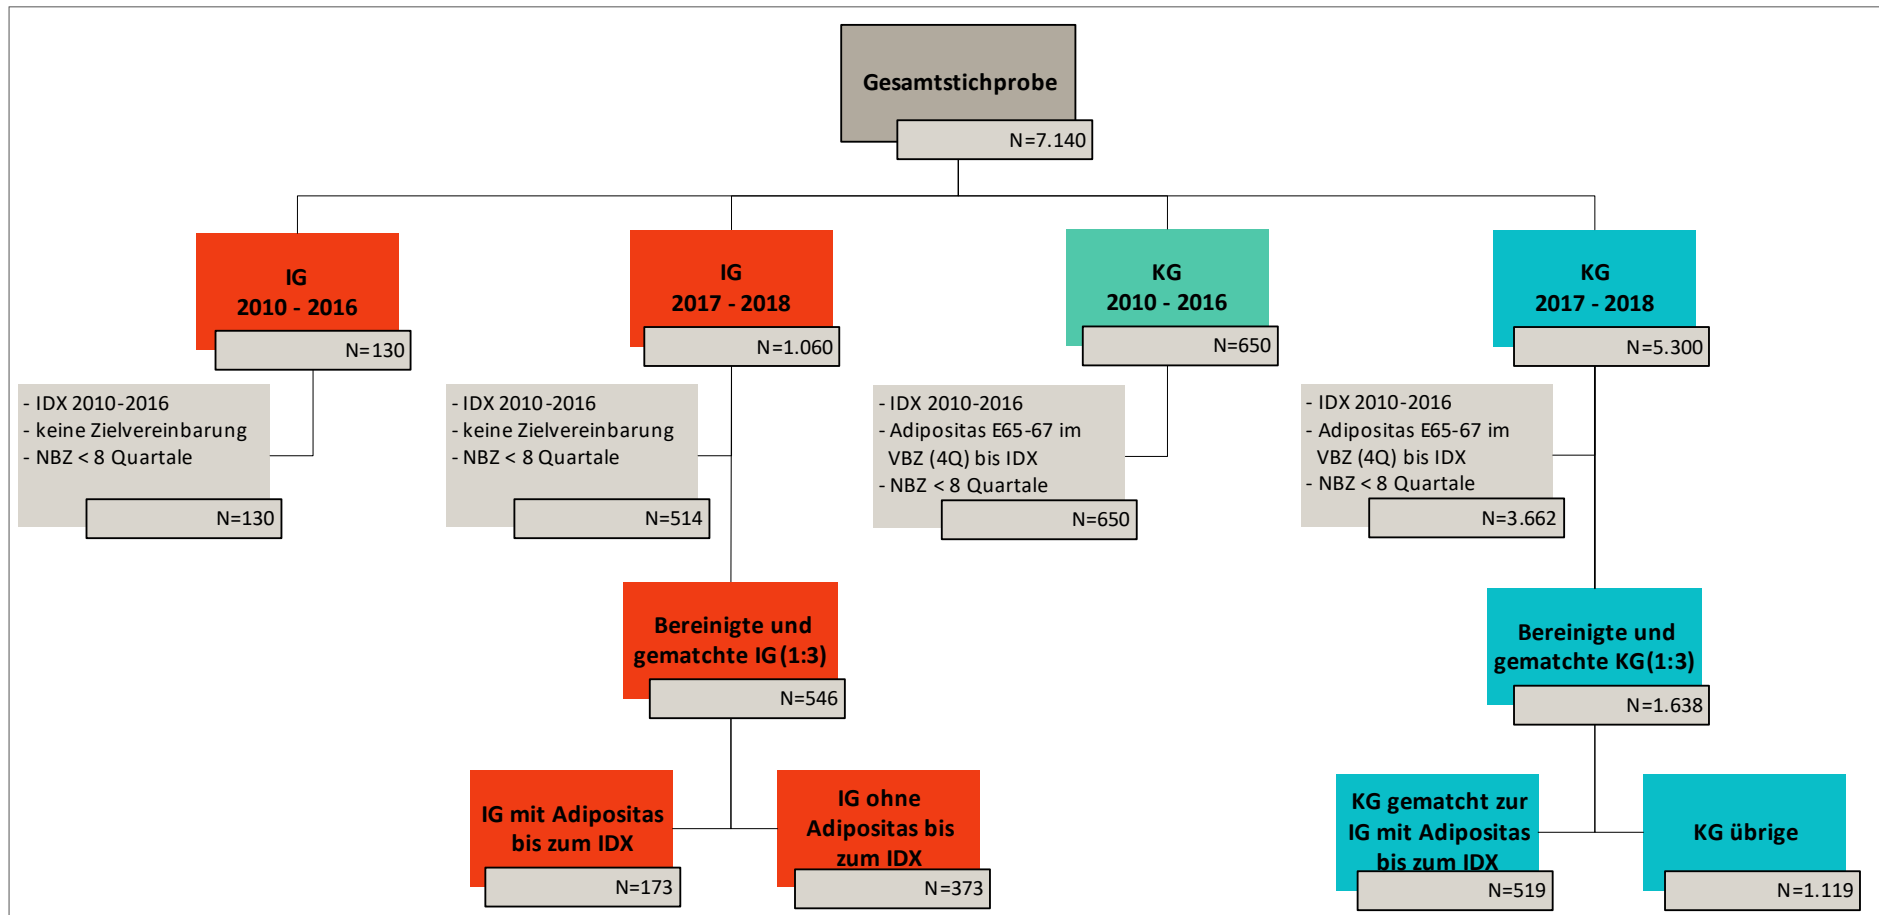 Gesamtstichprobe
N=7.140
IG
2010 - 2016
N=130
IG
2017 - 2018
N=1.060
KG
2010 - 2016
N=650
KG
2017 - 2018
N=5.300
- IDX 2010-2016
- keine Zielvereinbarung
- NBZ < 8 Quartale
N=130
- IDX 2010-2016
- keine Zielvereinbarung
- NBZ < 8 Quartale
N=514
- IDX 2010-2016
- Adipositas E65-67 im
VBZ (4Q) bis IDX
- NBZ < 8 Quartale
N=650
- IDX 2010-2016
- Adipositas E65-67 im
VBZ (4Q) bis IDX
- NBZ < 8 Quartale
N=3.662
Bereinigte und
gematchte IG (1:3)
N=546
Bereinigte und
gematchte KG (1:3)
N=1.638
IG mit Adipositas
bis zum IDX
N=173
IG ohne
Adipositas bis
zum IDX
N=373
KG gematcht zur
IG mit Adipositas
bis zum IDX
N=519
KG übrige
N=1.119